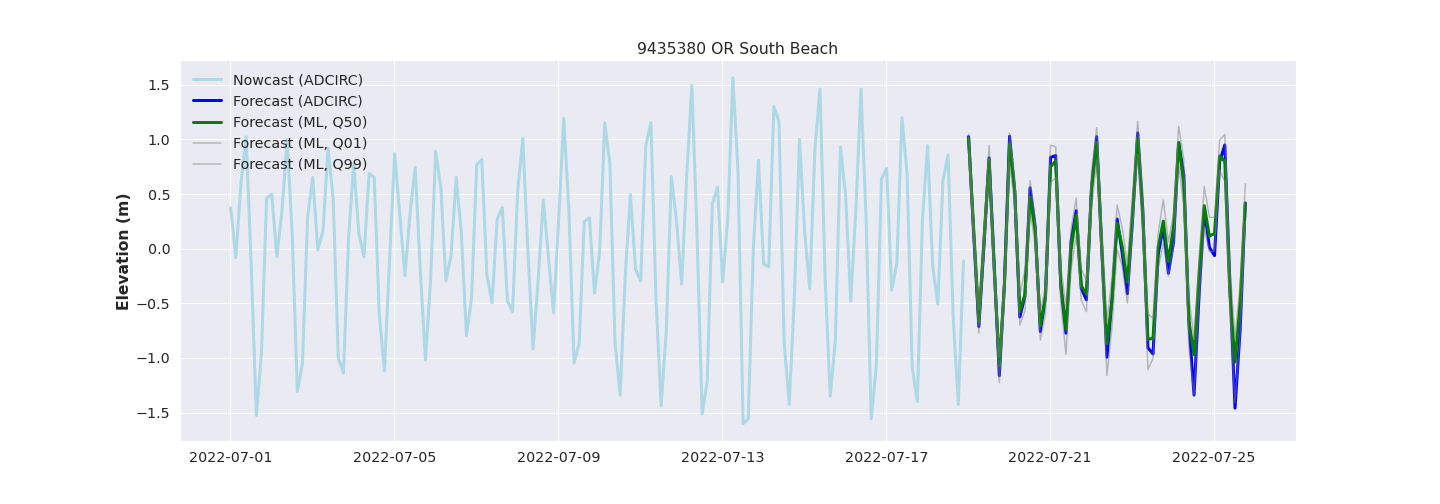 9435380 OR South Beach
Nowcast (ADCIRC)
Forecast (ADCIRC)
Forecast (ML, Q50)
Forecast (ML, Q01)
Forecast (ML, Q99)
Elevation (m)
1.5
1.0
0.5
0.0
−0.5
−1.0
−1.5
2022-07-01 2022-07-05 2022-07-09 2022-07-13 2022-07-17 2022-07-21 2022-07-25